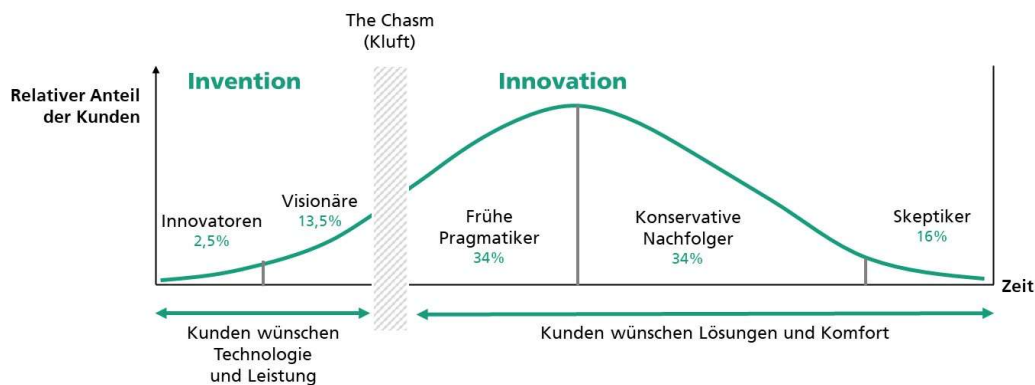 The Chasm
(Kluft)
Invention
Innovation
Relativer Anteil
der Kunden
Innovatoren
2,5%
Visionäre
13,5%
Frühe
Pragmatiker
34%
Konservative
Nachfolger
34%
Skeptiker
16%
Zeit
Kunden wünschen
Technologie
und Leistung
Kunden wünschen Lösungen und Komfort